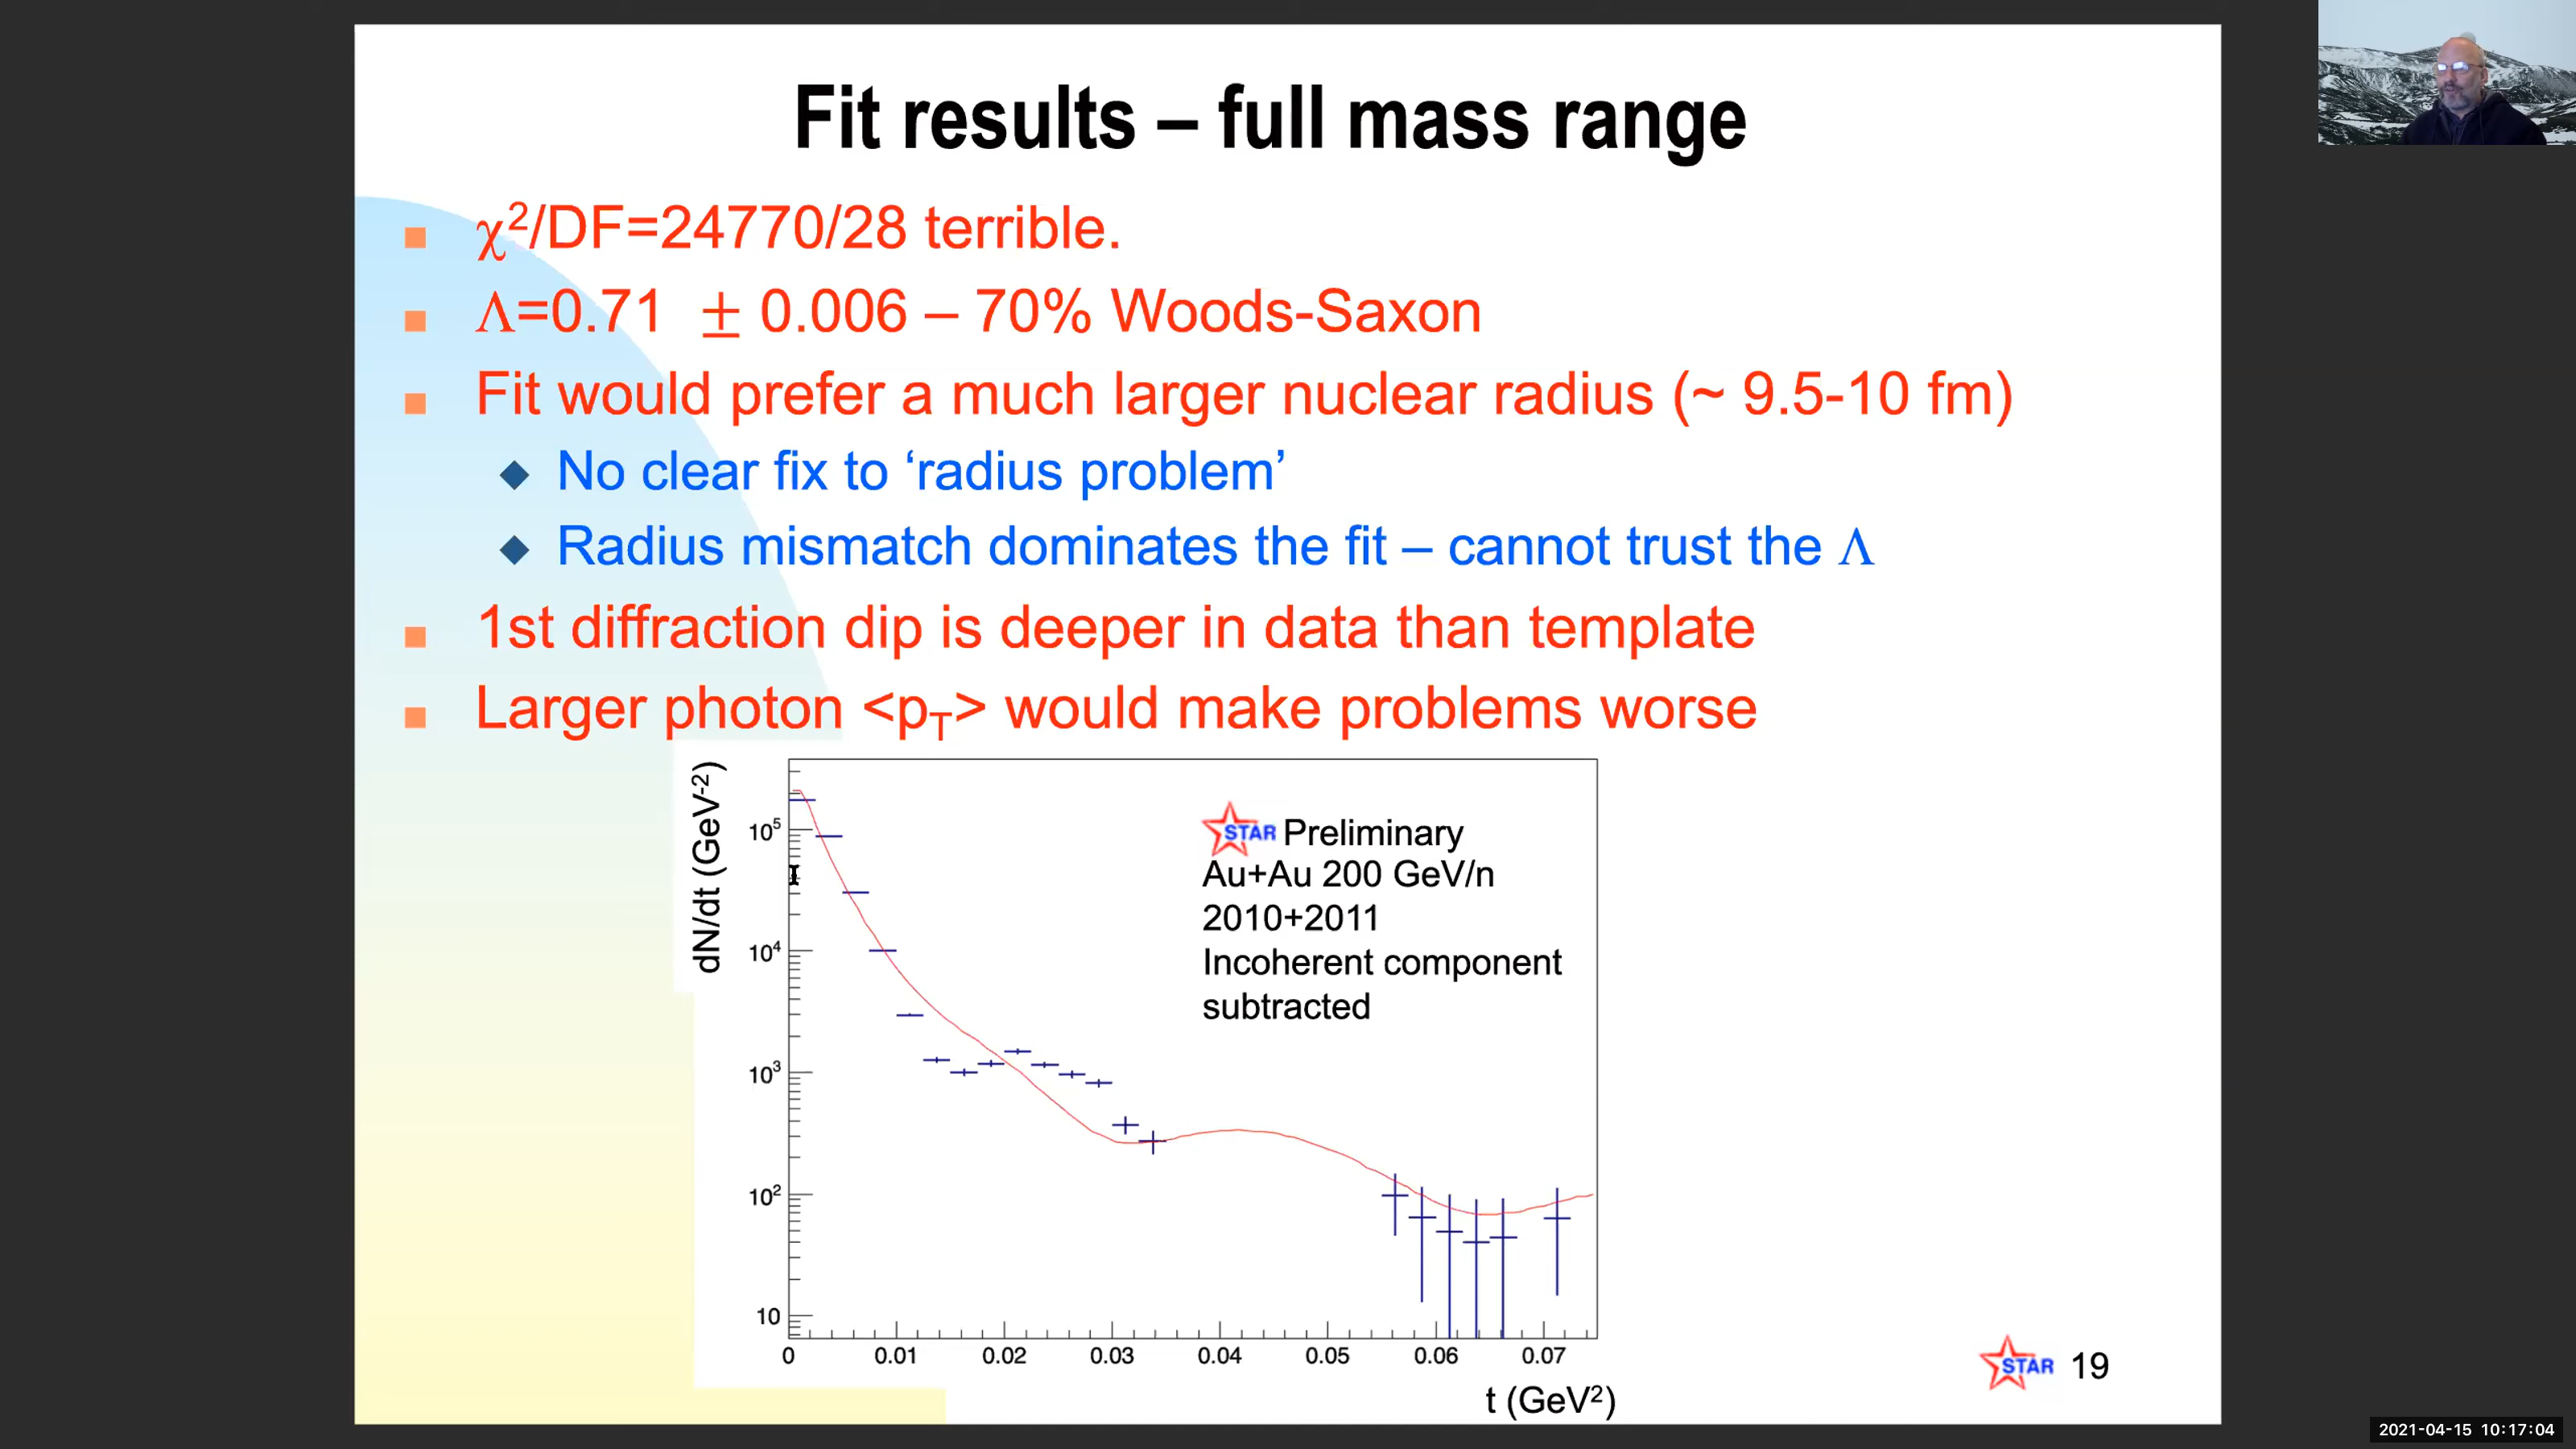 Fit results – full mass range
χ²/DF=24770/28 terrible.
Λ=0.71 ± 0.006 – 70% Woods-Saxon
Fit would prefer a much larger nuclear radius (~ 9.5-10 fm)
No clear fix to ‘radius problem’
Radius mismatch dominates the fit – cannot trust the Λ
1st diffraction dip is deeper in data than template
Larger photon <p_T> would make problems worse
dN/dt (GeV⁻²)
10⁵
10⁴
10³
10²
10
STAR Preliminary
Au+Au 200 GeV/n
2010+2011
Incoherent component
subtracted
0 0.01 0.02 0.03 0.04 0.05 0.06 0.07
t (GeV²)
STAR 19
2021-04-15 10:17:04